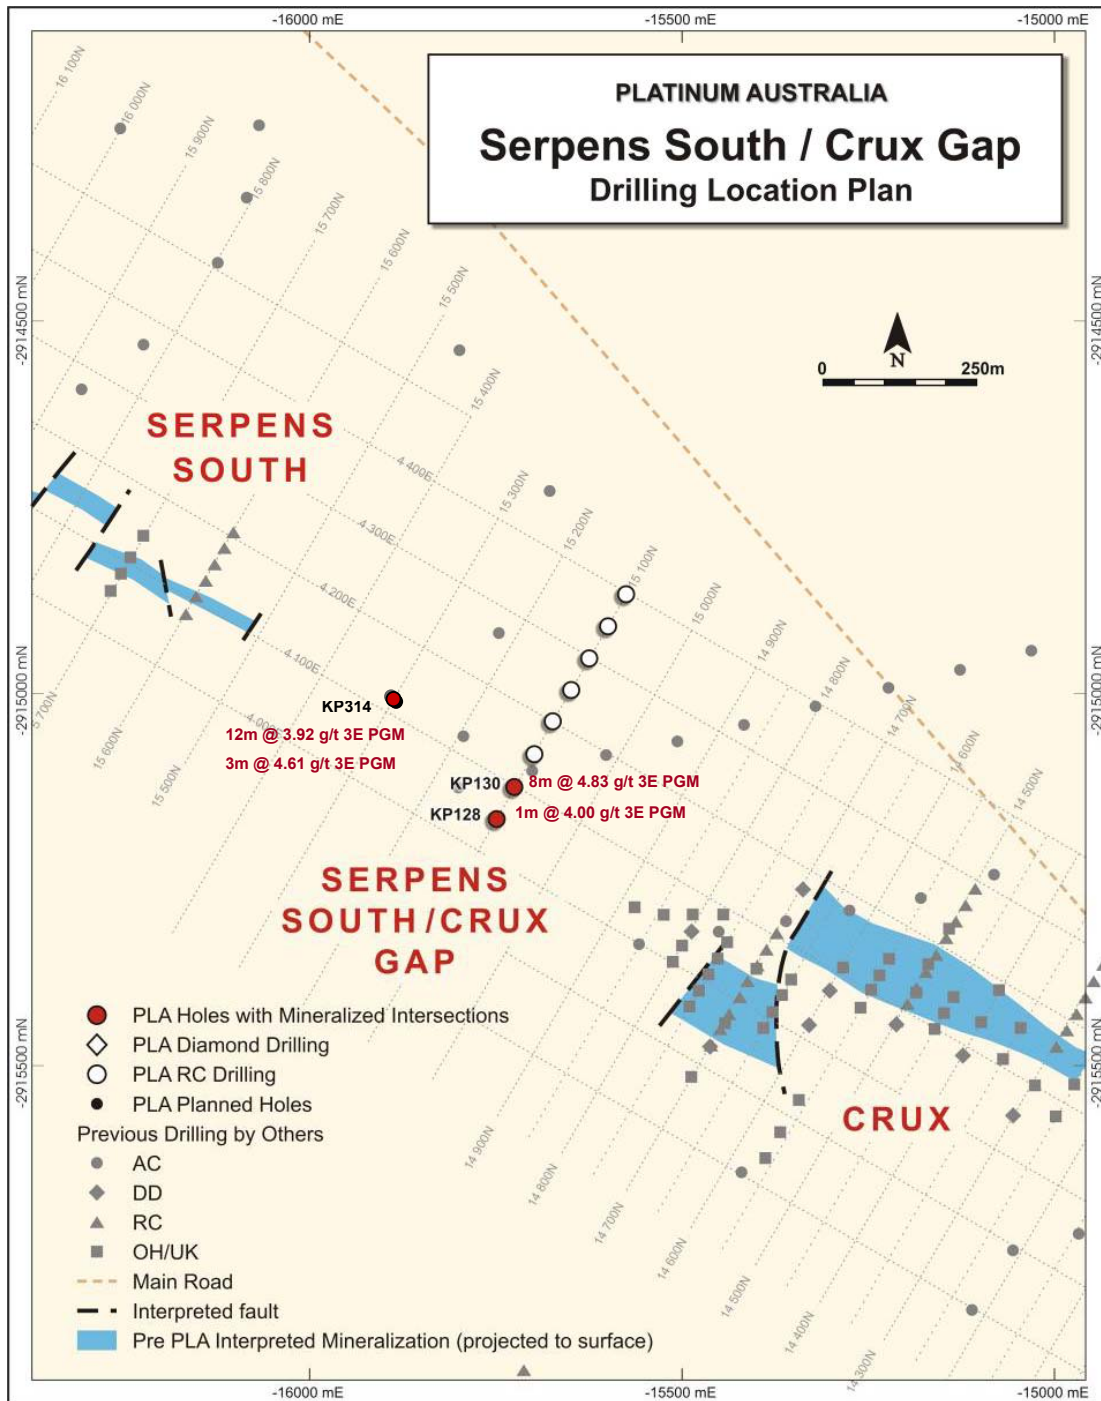 -16000 mE
-15500 mE
-15000 mE
PLATINUM AUSTRALIA
Serpens South / Crux Gap
Drilling Location Plan
16 100N
16 000N
15 900N
15 800N
15 700N
15 600N
15 500N
15 400N
15 300N
15 200N
15 100N
15 000N
14 900N
14 800N
14 700N
14 600N
14 500N
-2914500 mN
-2914500 mN
0
250m
N
SERPENS
SOUTH
4 400E
4 300E
4 200E
4 100E
4 000E
-2915000 mN
-2915000 mN
KP314
12m @ 3.92 g/t 3E PGM
3m @ 4.61 g/t 3E PGM
KP130
8m @ 4.83 g/t 3E PGM
KP128
1m @ 4.00 g/t 3E PGM
5 700N
15 600N
15 500N
SERPENS
SOUTH/CRUX
GAP
CRUX
-2915500 mN
-2915500 mN
14 900N
14 800N
14 700N
14 600N
14 500N
14 400N
14 300N
PLA Holes with Mineralized Intersections
PLA Diamond Drilling
PLA RC Drilling
PLA Planned Holes
Previous Drilling by Others
AC
DD
RC
OH/UK
Main Road
Interpreted fault
Pre PLA Interpreted Mineralization (projected to surface)
-16000 mE
-15500 mE
-15000 mE